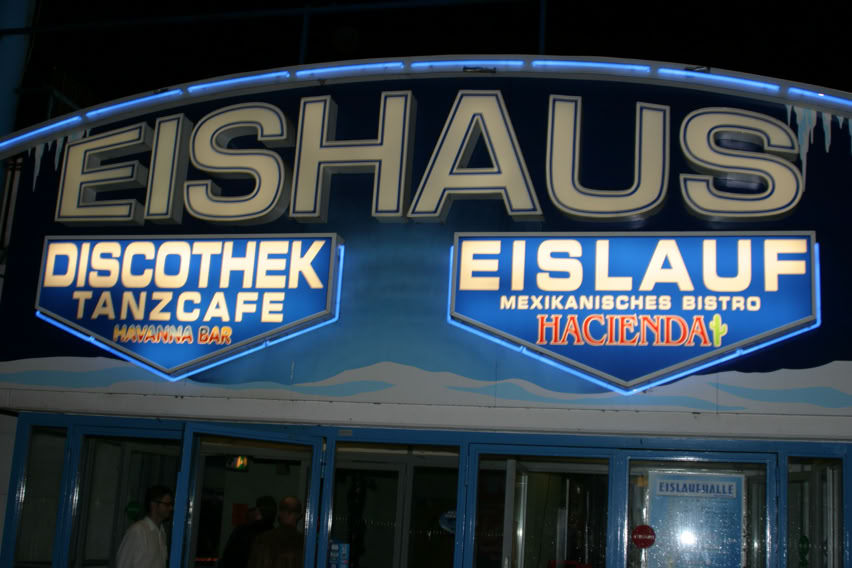 EISHAUS
DISCOTHEK
TANZCAFE
HAVANNA BAR
EISLAUF
MEXIKANISCHES BISTRO
HACIENDA
EISLAUFHALLE